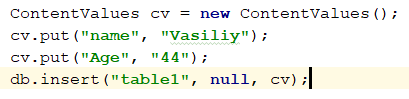 ContentValues cv = new ContentValues();
cv.put("name", "Vasiliy");
cv.put("Age", "44");
db.insert("table1", null, cv);